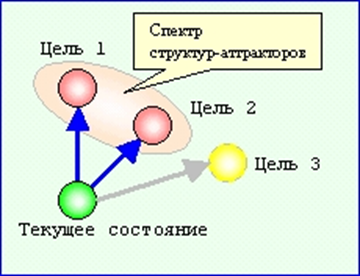 Спектр
структур-аттракторов
Цель 1
Цель 2
Цель 3
Текущее состояние